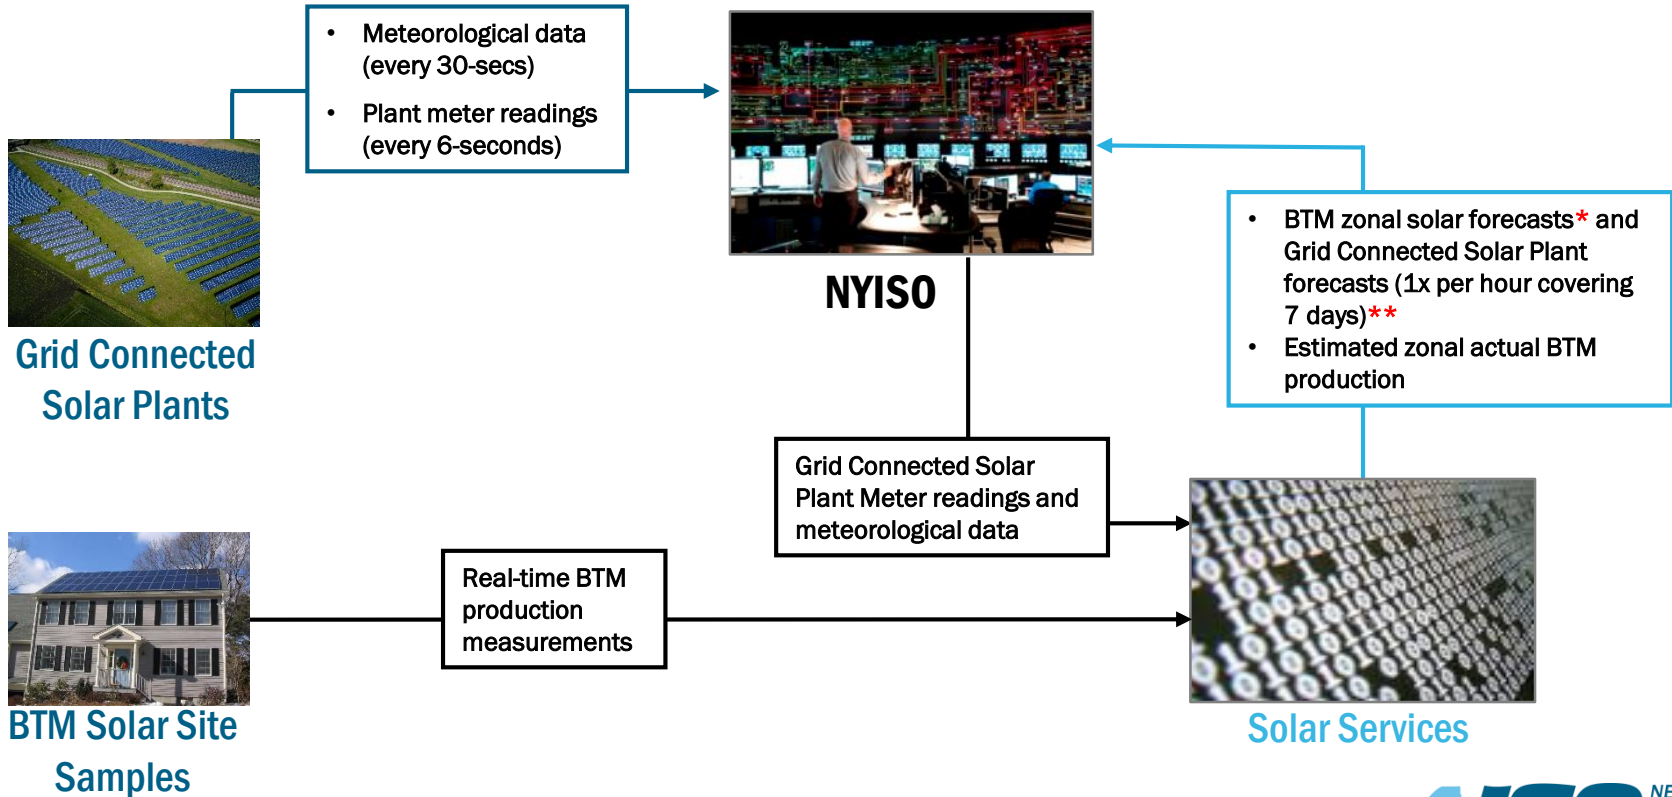 • Meteorological data
(every 30-secs)
• Plant meter readings
(every 6-seconds)
NYISO
• BTM zonal solar forecasts* and
Grid Connected Solar Plant
forecasts (1x per hour covering
7 days)**
• Estimated zonal actual BTM
production
Grid Connected
Solar Plants
Grid Connected Solar
Plant Meter readings and
meteorological data
Real-time BTM
production
measurements
BTM Solar Site
Samples
Solar Services